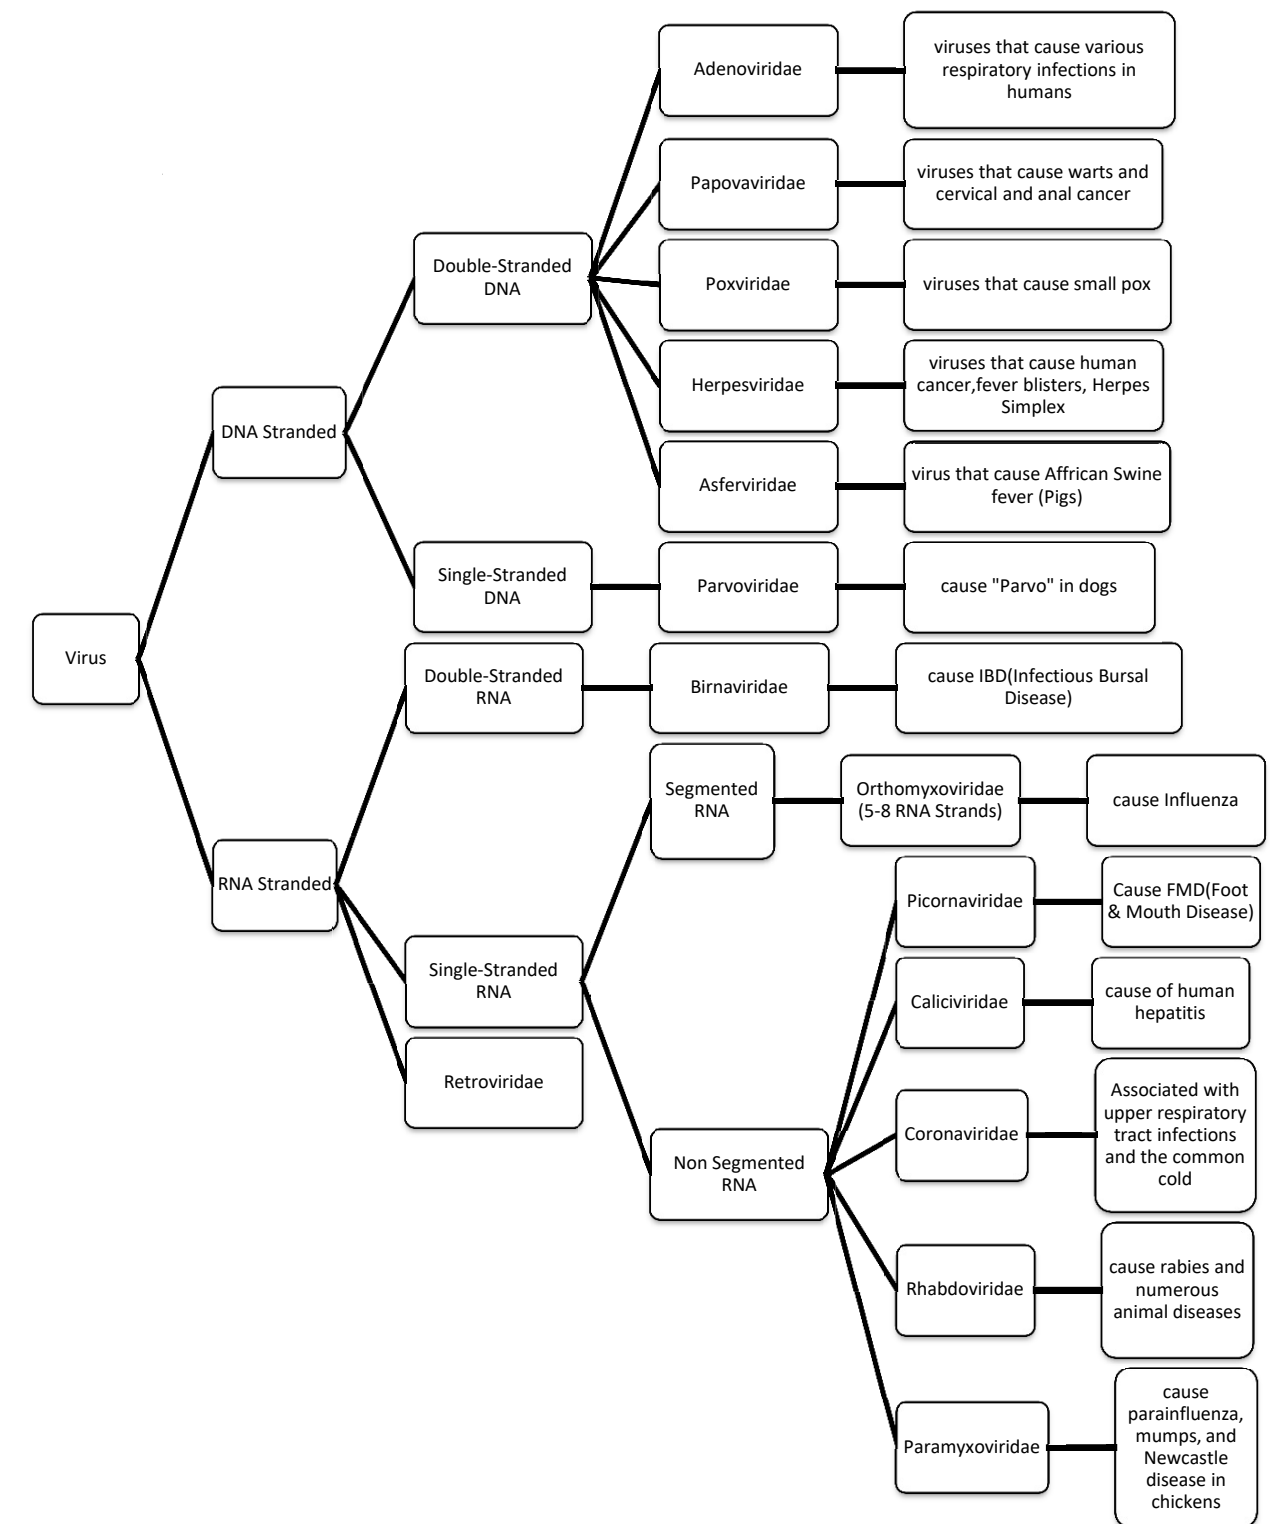 Virus
DNA Stranded
Double-Stranded
DNA
Adenoviridae
viruses that cause various
respiratory infections in
humans
Papovaviridae
viruses that cause warts and
cervical and anal cancer
Poxviridae
viruses that cause small pox
Herpesviridae
viruses that cause human
cancer,fever blisters, Herpes
Simplex
Asferviridae
virus that cause Affrican Swine
fever (Pigs)
Single-Stranded
DNA
Parvoviridae
cause "Parvo" in dogs
RNA Stranded
Double-Stranded
RNA
Birnaviridae
cause IBD(Infectious Bursal
Disease)
Single-Stranded
RNA
Segmented
RNA
Orthomyxoviridae
(5-8 RNA Strands)
cause Influenza
Non Segmented
RNA
Picornaviridae
Cause FMD(Foot
& Mouth Disease)
Caliciviridae
cause of human
hepatitis
Coronaviridae
Associated with
upper respiratory
tract infections
and the common
cold
Rhabdoviridae
cause rabies and
numerous
animal diseases
Paramyxoviridae
cause
parainfluenza,
mumps, and
Newcastle
disease in
chickens
Retroviridae